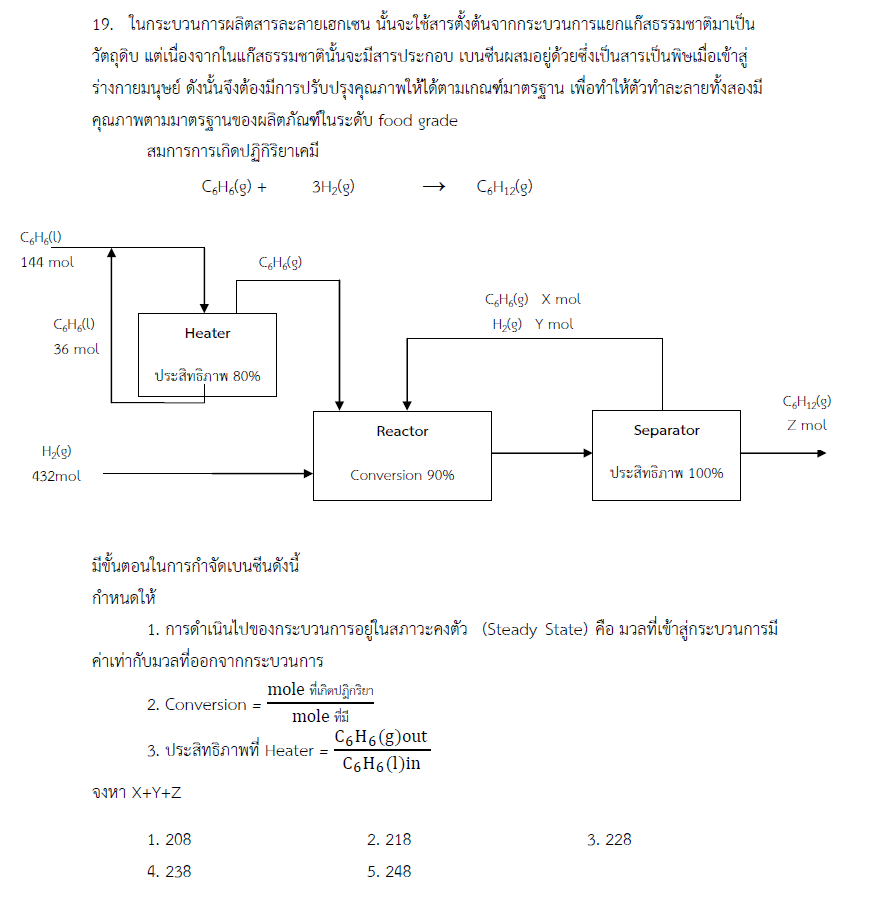 19. ในกระบวนการผลิตสารละลายเฮกเซน นั้นจะใช้สารตั้งต้นจากกระบวนการแยกแก๊สธรรมชาติมาเป็น
วัตถุดิบ แต่เนื่องจากในแก๊สธรรมชาตินั้นจะมีสารประกอบ เบนซีนผสมอยู่ด้วยซึ่งเป็นสารเป็นพิษเมื่อเข้าสู่
ร่างกายมนุษย์ ดังนั้นจึงต้องมีการปรับปรุงคุณภาพให้ได้ตามเกณฑ์มาตรฐาน เพื่อทำให้ตัวทำละลายทั้งสองมี
คุณภาพตามมาตรฐานของผลิตภัณฑ์ในระดับ food grade
สมการการเกิดปฏิกิริยาเคมี
C₆H₆(g) + 3H₂(g) → C₆H₁₂(g)
C₆H₆(l)
144 mol
C₆H₆(g)
C₆H₆(g) X mol
H₂(g) Y mol
C₆H₆(l)
36 mol
Heater
ประสิทธิภาพ 80%
C₆H₁₂(g)
Z mol
Reactor
Conversion 90%
Separator
ประสิทธิภาพ 100%
H₂(g)
432mol
มีขั้นตอนในการกำจัดเบนซีนดังนี้
กำหนดให้
1. การดำเนินไปของกระบวนการอยู่ในสภาวะคงตัว (Steady State) คือ มวลที่เข้าสู่กระบวนการมี
ค่าเท่ากับมวลที่ออกจากกระบวนการ
2. Conversion = mole ที่เกิดปฏิกริยา
mole ที่มี
3. ประสิทธิภาพที่ Heater = C₆H₆(g)out
C₆H₆(l)in
จงหา X+Y+Z
1. 208 2. 218 3. 228
4. 238 5. 248